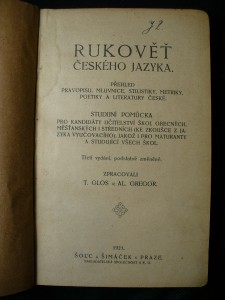 RUKOVĚŤ
ČESKÉHO JAZYKA.
PŘEHLED
PRAVOPISU, MLUVNICE, STILISTIKY, METRIKY,
POETIKY A LITERATURY ČESKÉ.
STUDIJNÍ POMŮCKA
PRO KANDIDÁTY UČITELSTVÍ ŠKOL OBECNÝCH,
MĚŠŤANSKÝCH I STŘEDNÍCH (KE ZKOUŠCE Z JA-
ZYKA VYUČOVACÍHO), JAKOŽ I PRO MATURANTY
A STUDUJÍCÍ VŠECH ŠKOL.
Třetí vydání, podstatně změněné.
ZPRACOVALI
T. GLOS A AL. GREGOR.
1921.
ŠOLC a ŠIMÁČEK v PRAZE